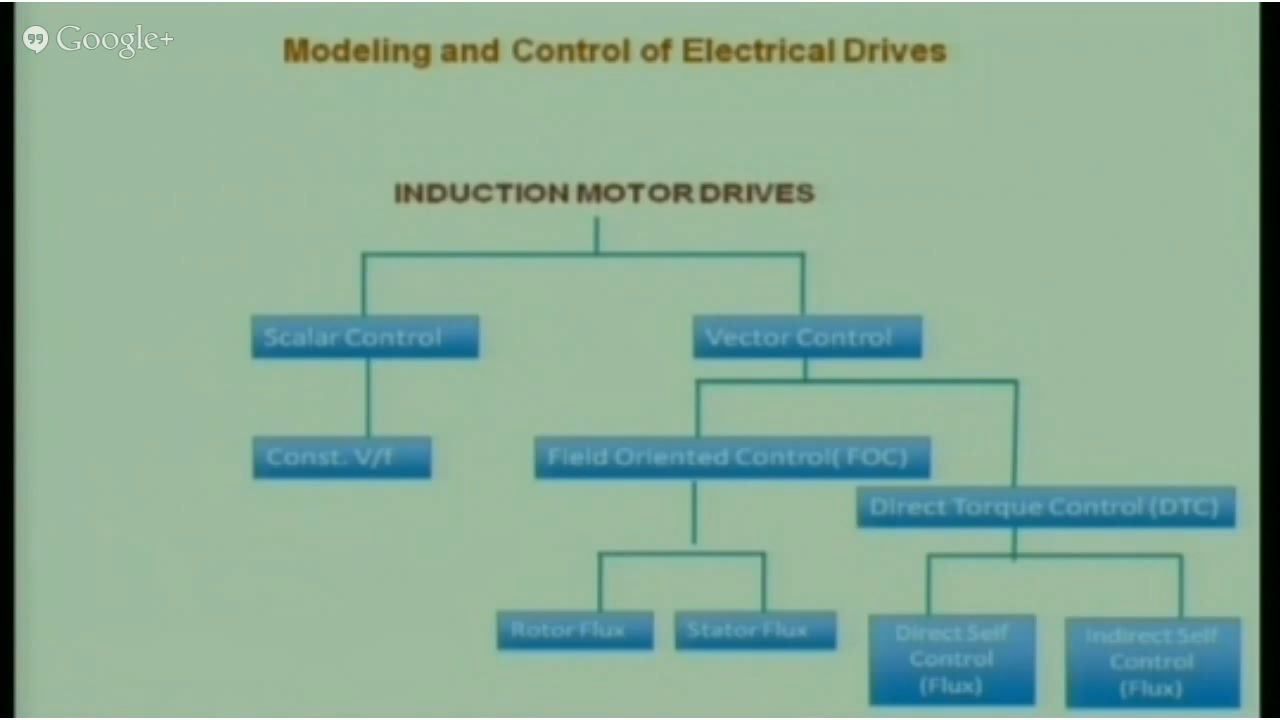 Google+
Modeling and Control of Electrical Drives
INDUCTION MOTOR DRIVES
Scalar Control
Vector Control
Const. V/f
Field Oriented Control( FOC)
Direct Torque Control (DTC)
Rotor Flux
Stator Flux
Direct Self
Control
(Flux)
Indirect Self
Control
(Flux)